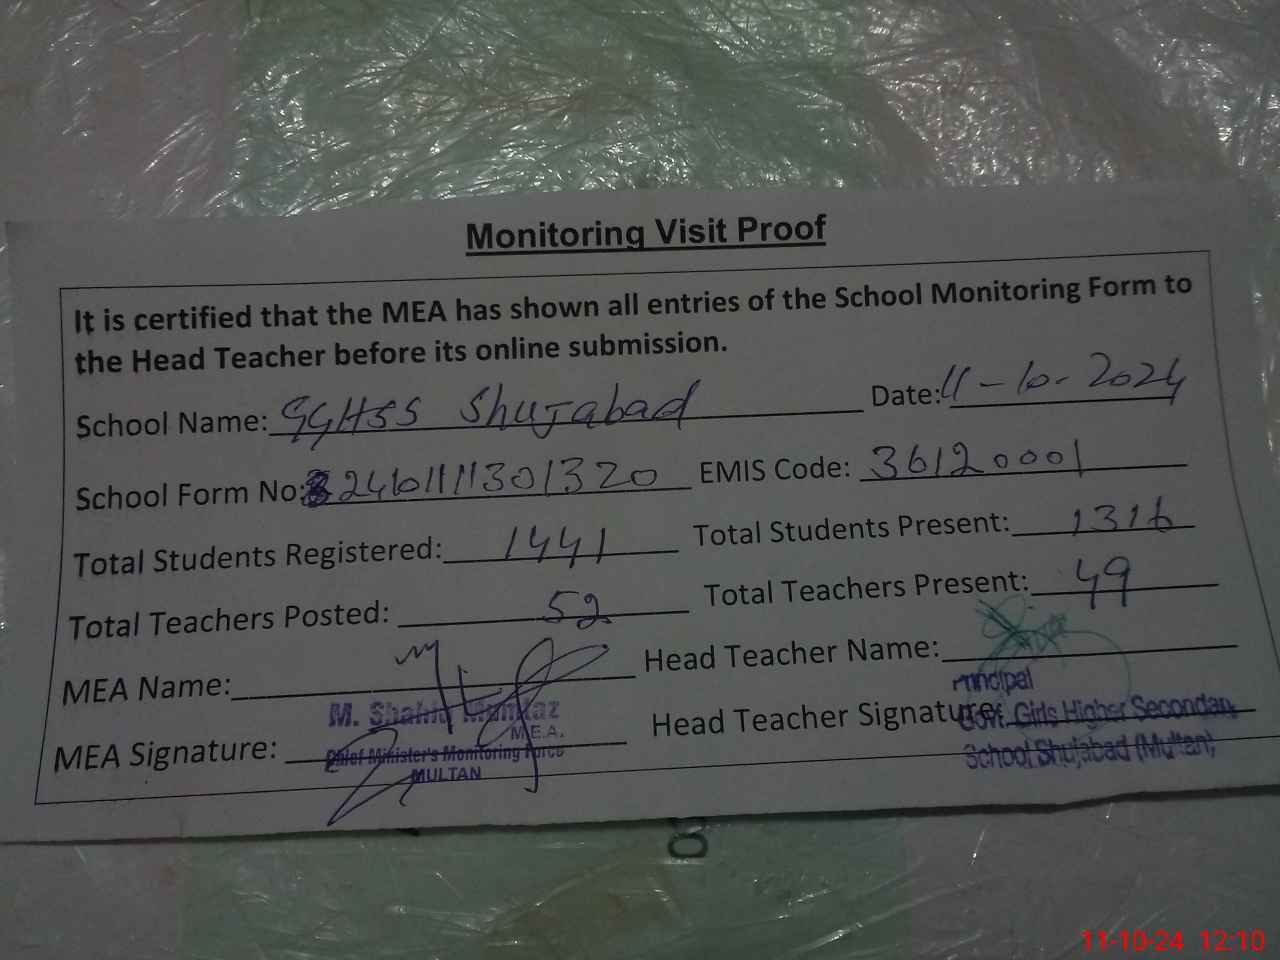 Monitoring Visit Proof
It is certified that the MEA has shown all entries of the School Monitoring Form to
the Head Teacher before its online submission.
School Name: GGHSS Shujabad Date: 11-10-2024
School Form No: 2410111301320 EMIS Code: 36120001
Total Students Registered: 1441 Total Students Present: 1316
Total Teachers Posted: 52 Total Teachers Present: 49
MEA Name: Head Teacher Name:
M. Shahid Mumtaz
M.E.A.
Chief Minister's Monitoring Force
MULTAN
MEA Signature: Head Teacher Signature:
Principal
Govt. Girls Higher Secondary
School Shujabad (Multan)
11-10-24 12:10